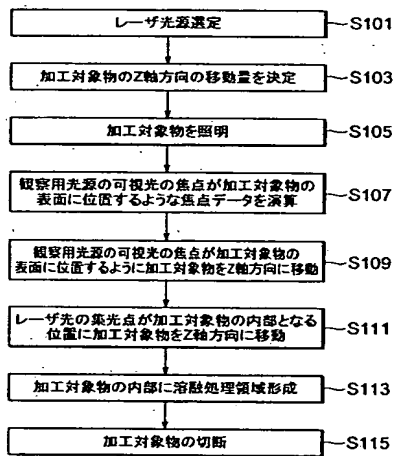 レーザ光源選定
S101
加工対象物のZ軸方向の移動量を決定
S103
加工対象物を照明
S105
観察用光源の可視光の焦点が加工対象物の
表面に位置するような焦点データを演算
S107
観察用光源の可視光の焦点が加工対象物の
表面に位置するように加工対象物をZ軸方向に移動
S109
レーザ光の集光点が加工対象物の内部となる
位置に加工対象物をZ軸方向に移動
S111
加工対象物の内部に溶融処理領域形成
S113
加工対象物の切断
S115